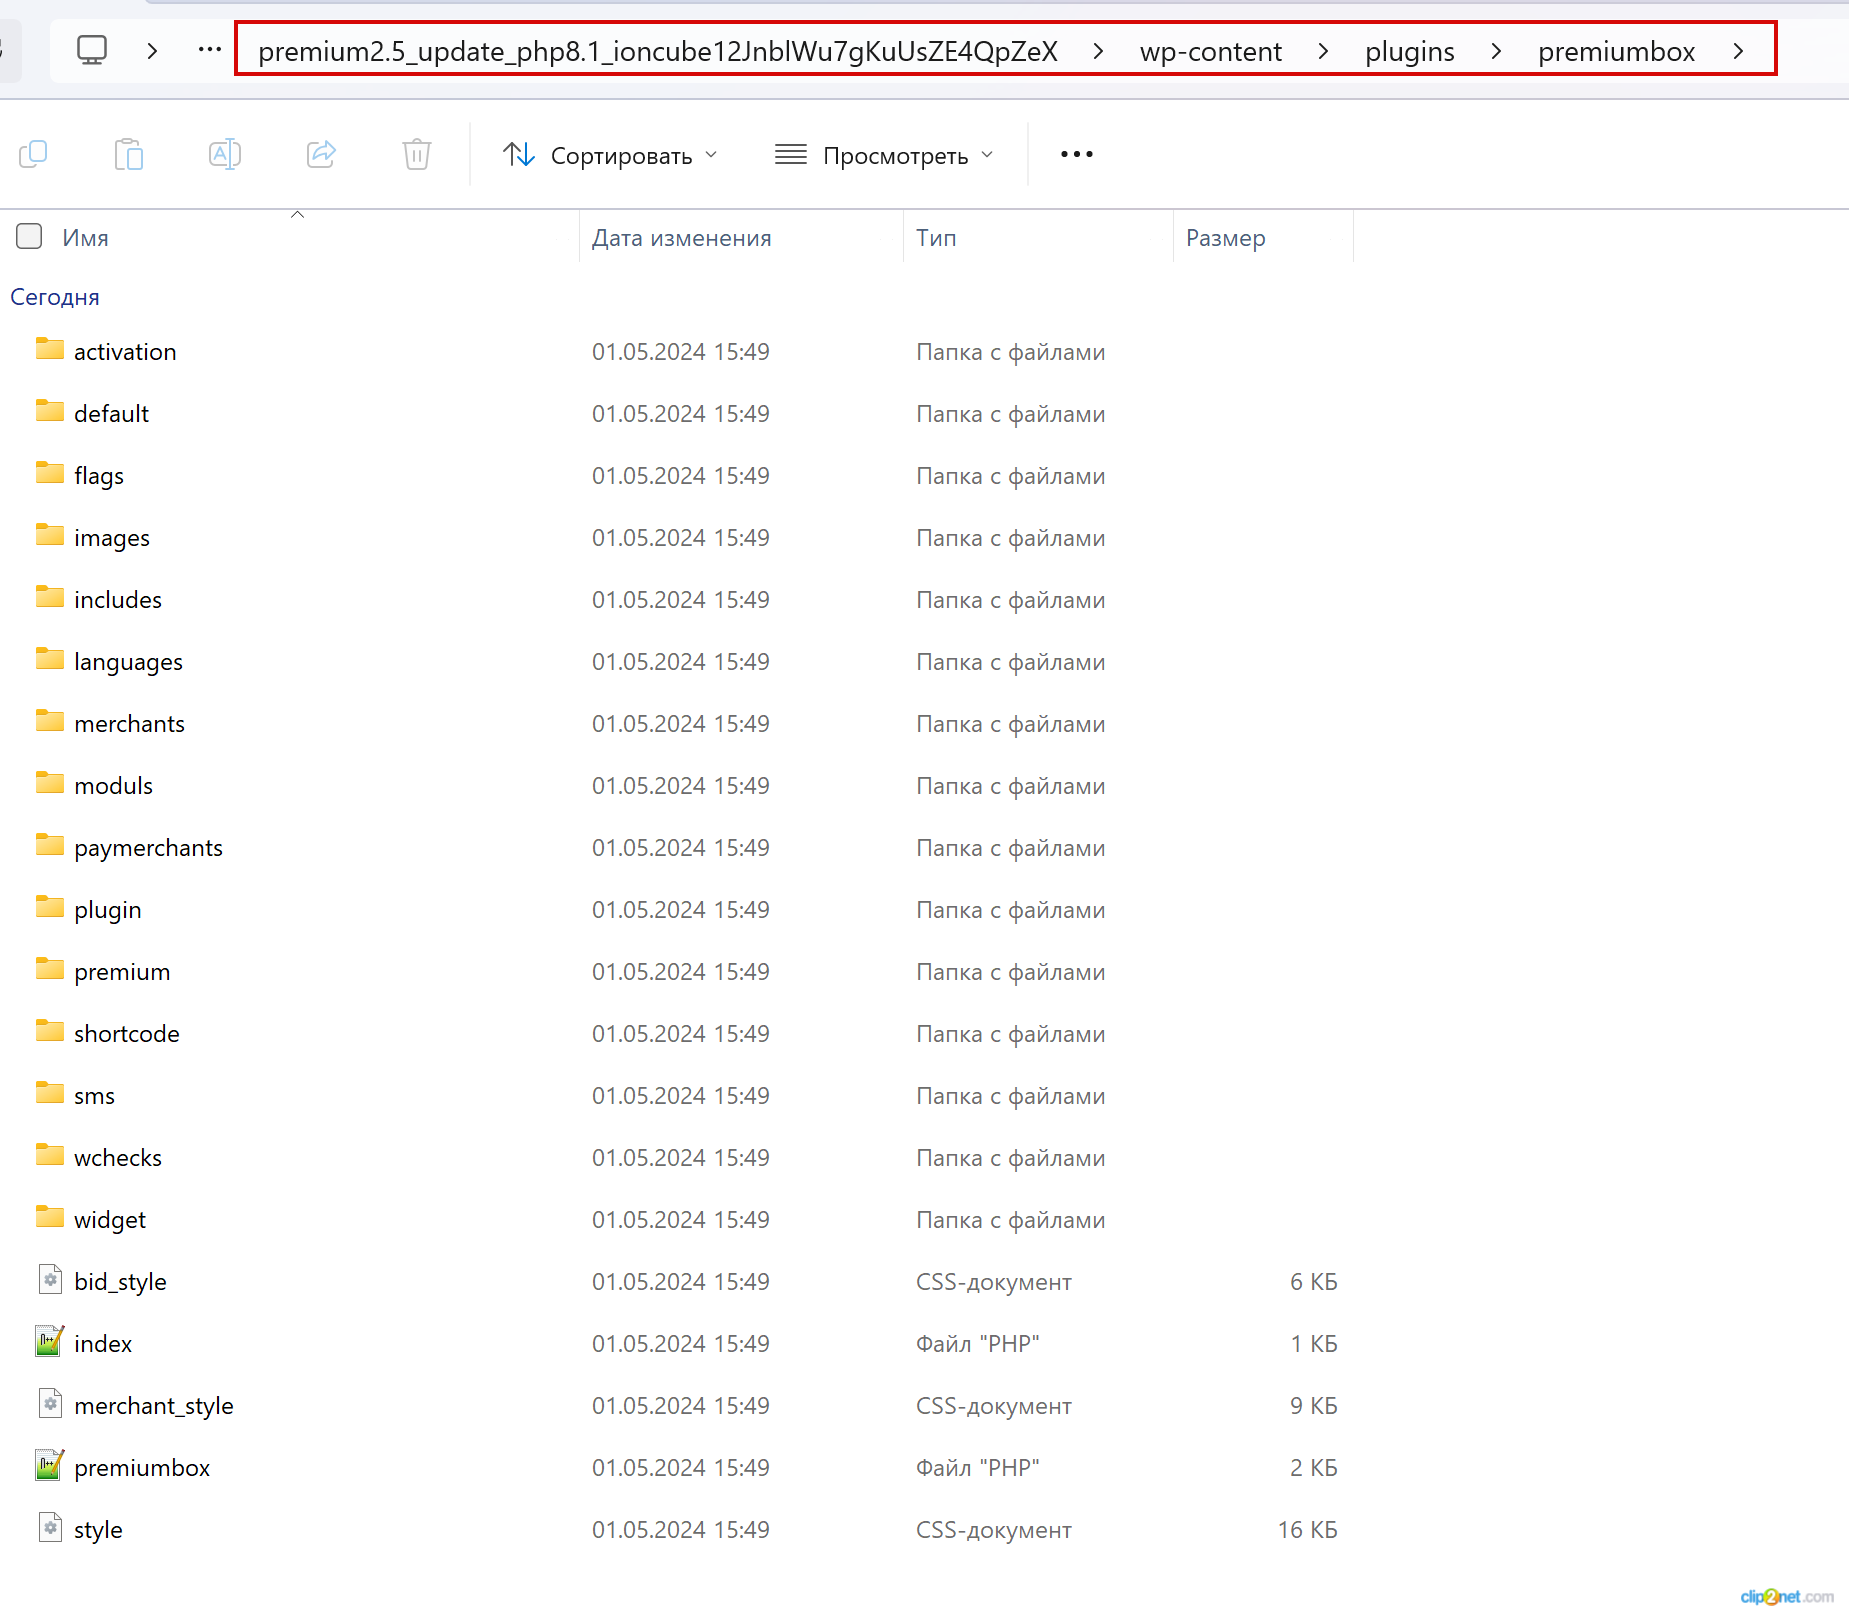 premium2.5_update_php8.1_ioncube12JnblWu7gKuUsZE4QpZeX > wp-content > plugins > premiumbox >
Сортировать Просмотреть
Имя Дата изменения Тип Размер
Сегодня
activation 01.05.2024 15:49 Папка с файлами
default 01.05.2024 15:49 Папка с файлами
flags 01.05.2024 15:49 Папка с файлами
images 01.05.2024 15:49 Папка с файлами
includes 01.05.2024 15:49 Папка с файлами
languages 01.05.2024 15:49 Папка с файлами
merchants 01.05.2024 15:49 Папка с файлами
moduls 01.05.2024 15:49 Папка с файлами
paymerchants 01.05.2024 15:49 Папка с файлами
plugin 01.05.2024 15:49 Папка с файлами
premium 01.05.2024 15:49 Папка с файлами
shortcode 01.05.2024 15:49 Папка с файлами
sms 01.05.2024 15:49 Папка с файлами
wchecks 01.05.2024 15:49 Папка с файлами
widget 01.05.2024 15:49 Папка с файлами
bid_style 01.05.2024 15:49 CSS-документ 6 КБ
index 01.05.2024 15:49 Файл "PHP" 1 КБ
merchant_style 01.05.2024 15:49 CSS-документ 9 КБ
premiumbox 01.05.2024 15:49 Файл "PHP" 2 КБ
style 01.05.2024 15:49 CSS-документ 16 КБ
clip2net.com